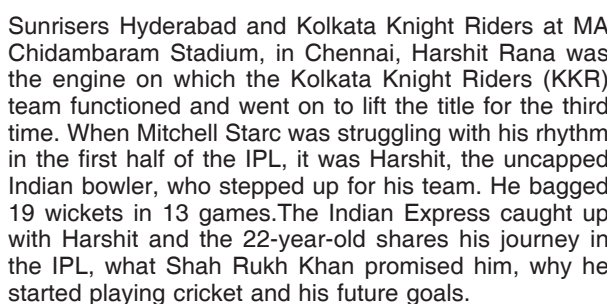 Sunrisers Hyderabad and Kolkata Knight Riders at MA
Chidambaram Stadium, in Chennai, Harshit Rana was
the engine on which the Kolkata Knight Riders (KKR)
team functioned and went on to lift the title for the third
time. When Mitchell Starc was struggling with his rhythm
in the first half of the IPL, it was Harshit, the uncapped
Indian bowler, who stepped up for his team. He bagged
19 wickets in 13 games.The Indian Express caught up
with Harshit and the 22-year-old shares his journey in
the IPL, what Shah Rukh Khan promised him, why he
started playing cricket and his future goals.